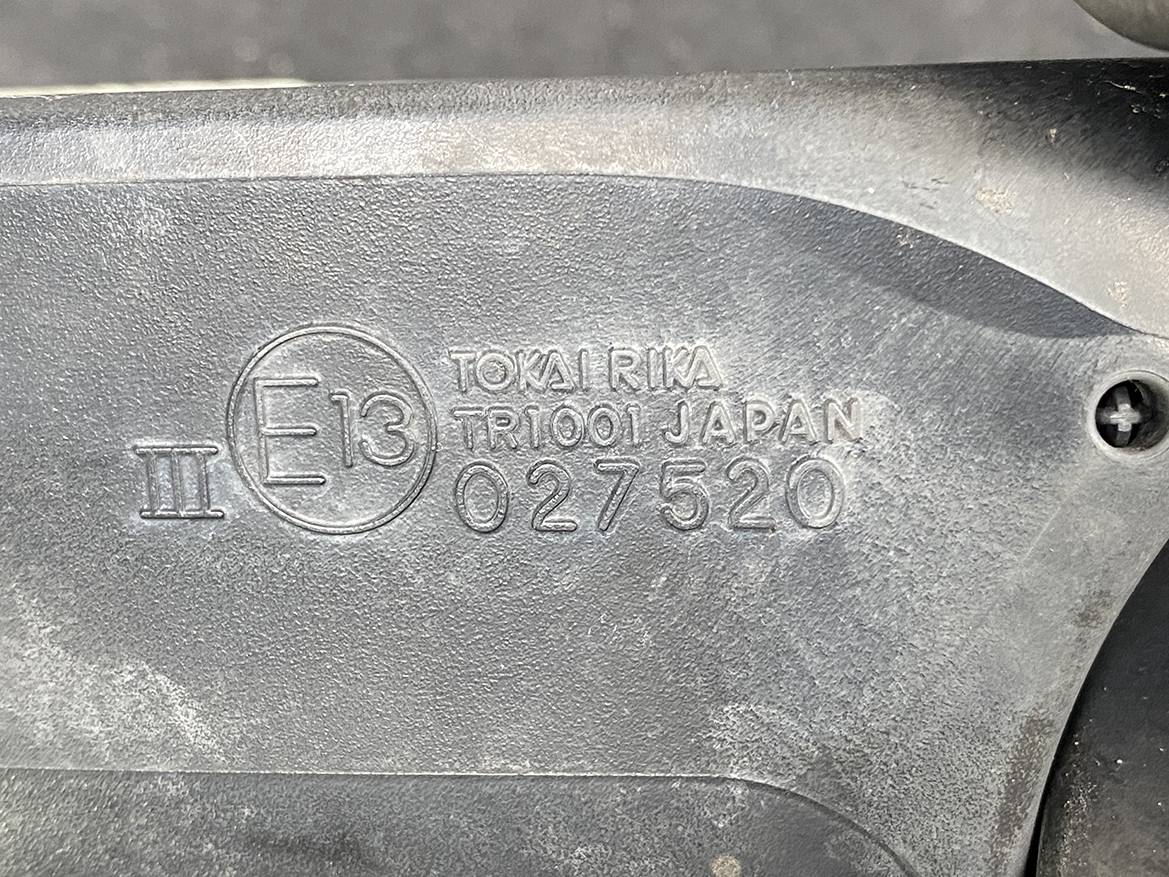 III E13
TOKAI RIKA
TR1001 JAPAN
027520